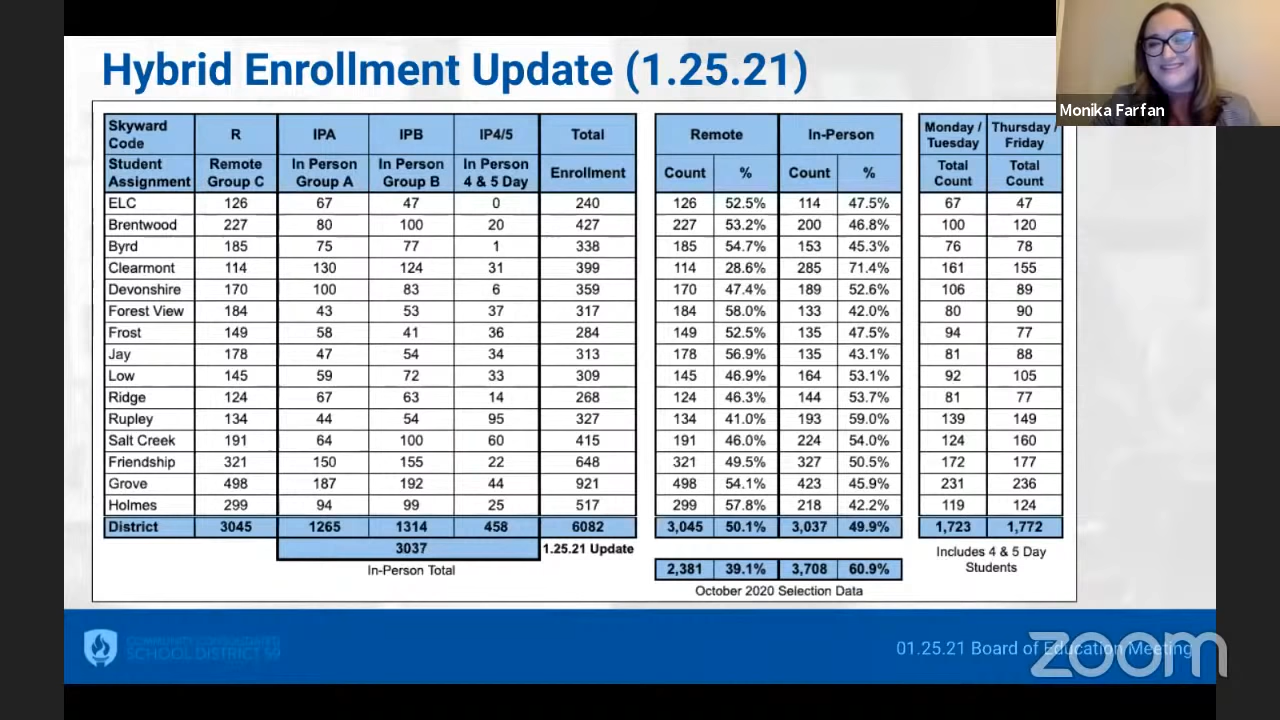 Hybrid Enrollment Update (1.25.21)
Monika Farfan
Skyward Code R IPA IPB IP4/5 Total Remote In-Person Monday / Tuesday Thursday / Friday
Student Assignment Remote Group C In Person Group A In Person Group B In Person 4 & 5 Day Enrollment Count % Count % Total Count Total Count
ELC 126 67 47 0 240 126 52.5% 114 47.5% 67 47
Brentwood 227 80 100 20 427 227 53.2% 200 46.8% 100 120
Byrd 185 75 77 1 338 185 54.7% 153 45.3% 76 78
Clearmont 114 130 124 31 399 114 28.6% 285 71.4% 161 155
Devonshire 170 100 83 6 359 170 47.4% 189 52.6% 106 89
Forest View 184 43 53 37 317 184 58.0% 133 42.0% 80 90
Frost 149 58 41 36 284 149 52.5% 135 47.5% 94 77
Jay 178 47 54 34 313 178 56.9% 135 43.1% 81 88
Low 145 59 72 33 309 145 46.9% 164 53.1% 92 105
Ridge 124 67 63 14 268 124 46.3% 144 53.7% 81 77
Rupley 134 44 54 95 327 134 41.0% 193 59.0% 139 149
Salt Creek 191 64 100 60 415 191 46.0% 224 54.0% 124 160
Friendship 321 150 155 22 648 321 49.5% 327 50.5% 172 177
Grove 498 187 192 44 921 498 54.1% 423 45.9% 231 236
Holmes 299 94 99 25 517 299 57.8% 218 42.2% 119 124
District 3045 1265 1314 458 6082 3,045 50.1% 3,037 49.9% 1,723 1,772
3037 1.25.21 Update
In-Person Total
Includes 4 & 5 Day
Students
2,381 39.1% 3,708 60.9%
October 2020 Selection Data
COMMUNITY CONSOLIDATED
SCHOOL DISTRICT 59
01.25.21 Board of Education Meeting
zoom